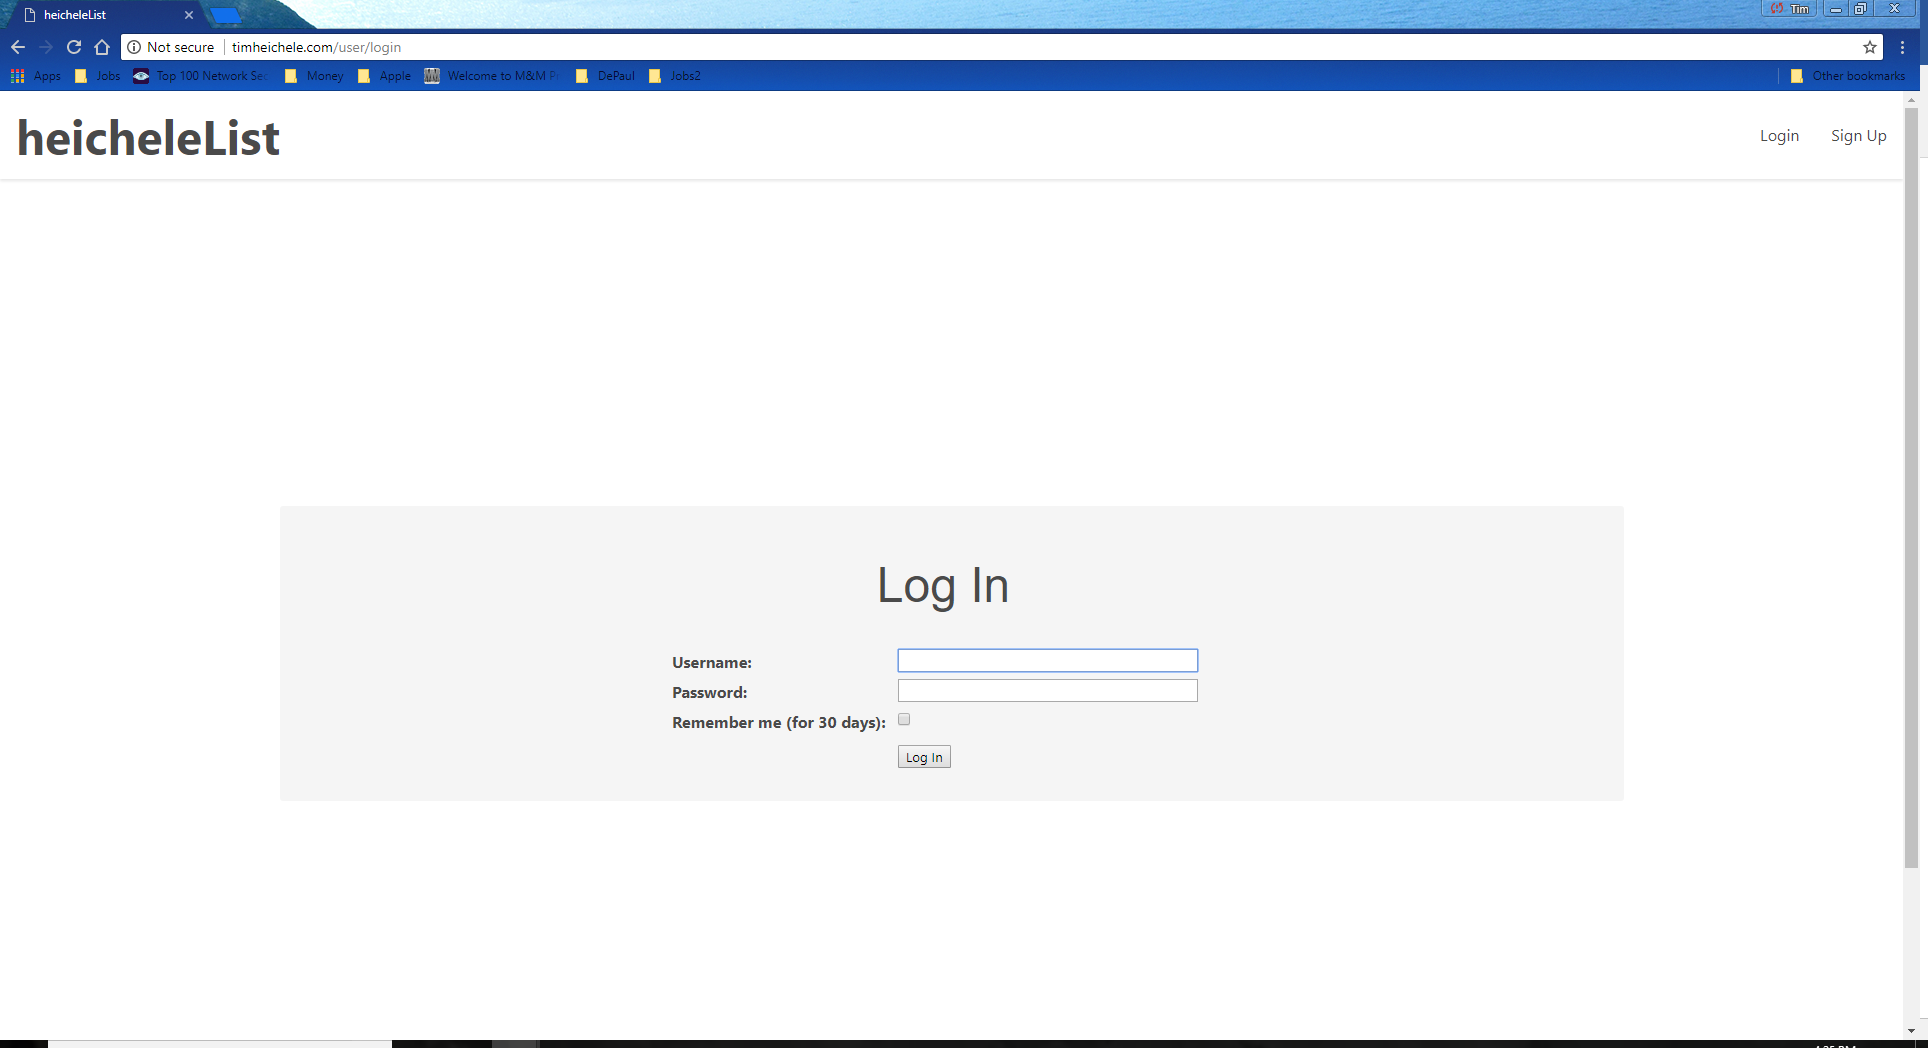 heicheleList
Tim
Not secure timheichele.com/user/login
Apps Jobs Top 100 Network Sec Money Apple Welcome to M&M Pr DePaul Jobs2 Other bookmarks
heicheleList
Login Sign Up
Log In
Username:
Password:
Remember me (for 30 days):
Log In